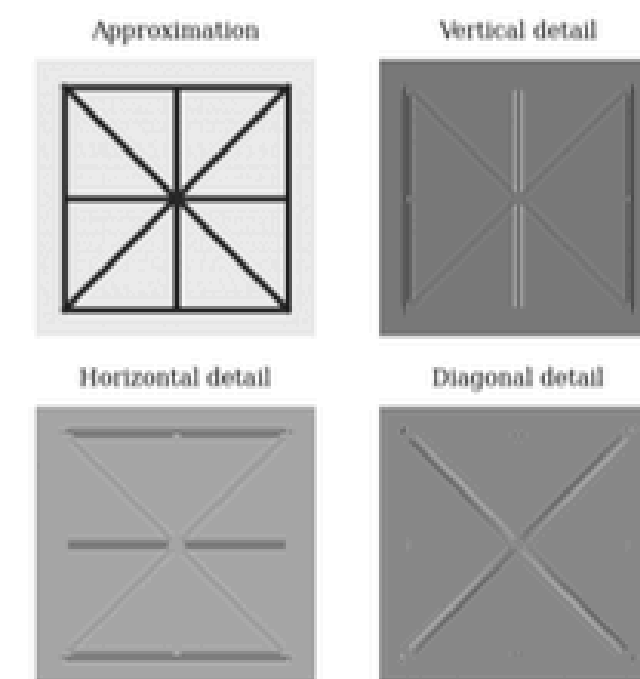 Approximation
Vertical detail
Horizontal detail
Diagonal detail